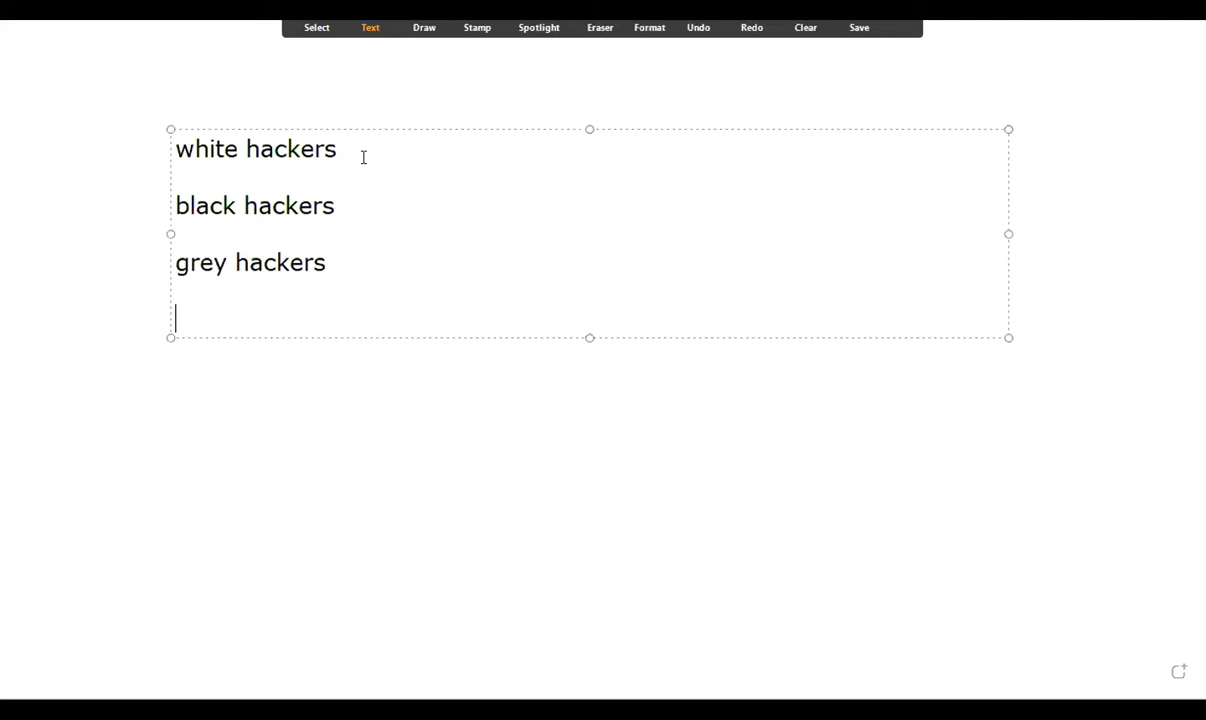 Select Text Draw Stamp Spotlight Eraser Format Undo Redo Clear Save
white hackers
black hackers
grey hackers